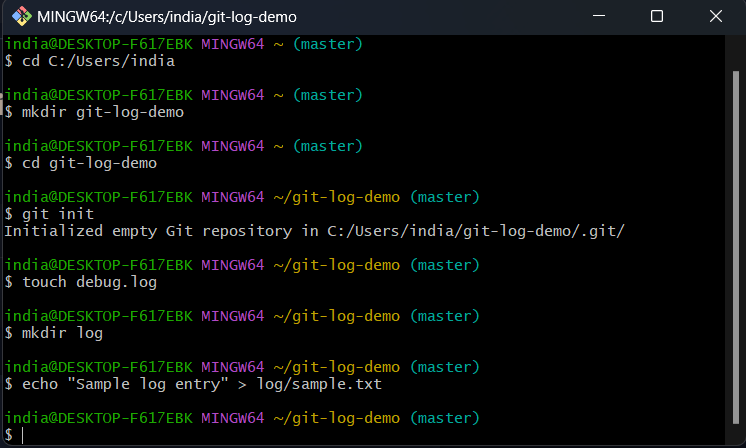 MINGW64:/c/Users/india/git-log-demo
india@DESKTOP-F617EBK MINGW64 ~ (master)
$ cd C:/Users/india
india@DESKTOP-F617EBK MINGW64 ~ (master)
$ mkdir git-log-demo
india@DESKTOP-F617EBK MINGW64 ~ (master)
$ cd git-log-demo
india@DESKTOP-F617EBK MINGW64 ~/git-log-demo (master)
$ git init
Initialized empty Git repository in C:/Users/india/git-log-demo/.git/
india@DESKTOP-F617EBK MINGW64 ~/git-log-demo (master)
$ touch debug.log
india@DESKTOP-F617EBK MINGW64 ~/git-log-demo (master)
$ mkdir log
india@DESKTOP-F617EBK MINGW64 ~/git-log-demo (master)
$ echo "Sample log entry" > log/sample.txt
india@DESKTOP-F617EBK MINGW64 ~/git-log-demo (master)
$